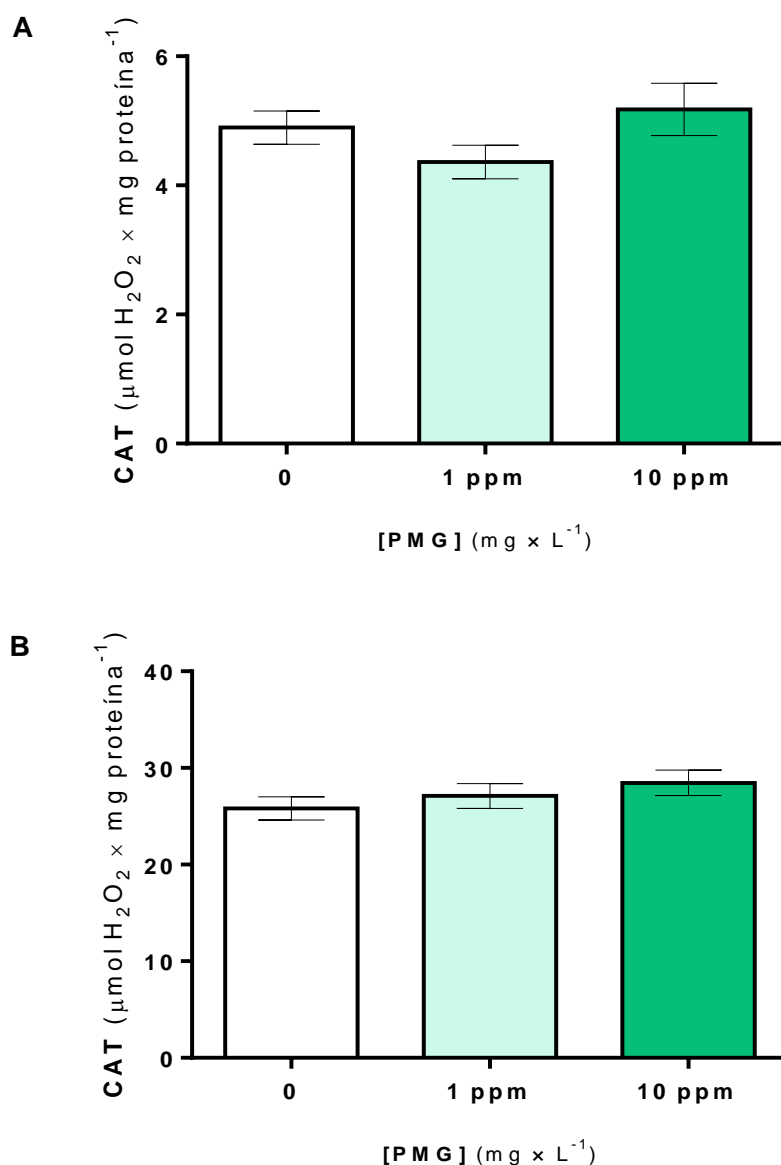 A
CAT (μmol H₂O₂ × mg proteína⁻¹)
6
4
2
0
0 1 ppm 10 ppm
[PMG] (mg × L⁻¹)
B
CAT (μmol H₂O₂ × mg proteína⁻¹)
40
30
20
10
0
0 1 ppm 10 ppm
[PMG] (mg × L⁻¹)